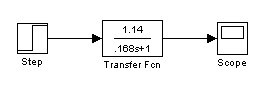 1.14
.168s+1
Step
Transfer Fcn
Scope